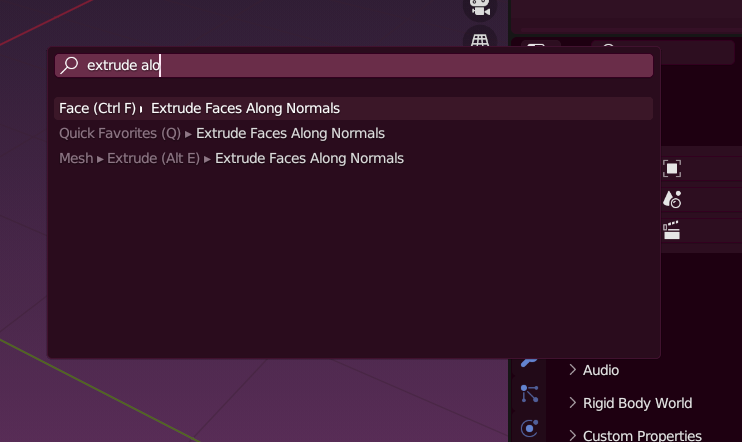 extrude alo
Face (Ctrl F) ▸ Extrude Faces Along Normals
Quick Favorites (Q) ▸ Extrude Faces Along Normals
Mesh ▸ Extrude (Alt E) ▸ Extrude Faces Along Normals
Audio
Rigid Body World
Custom Properties